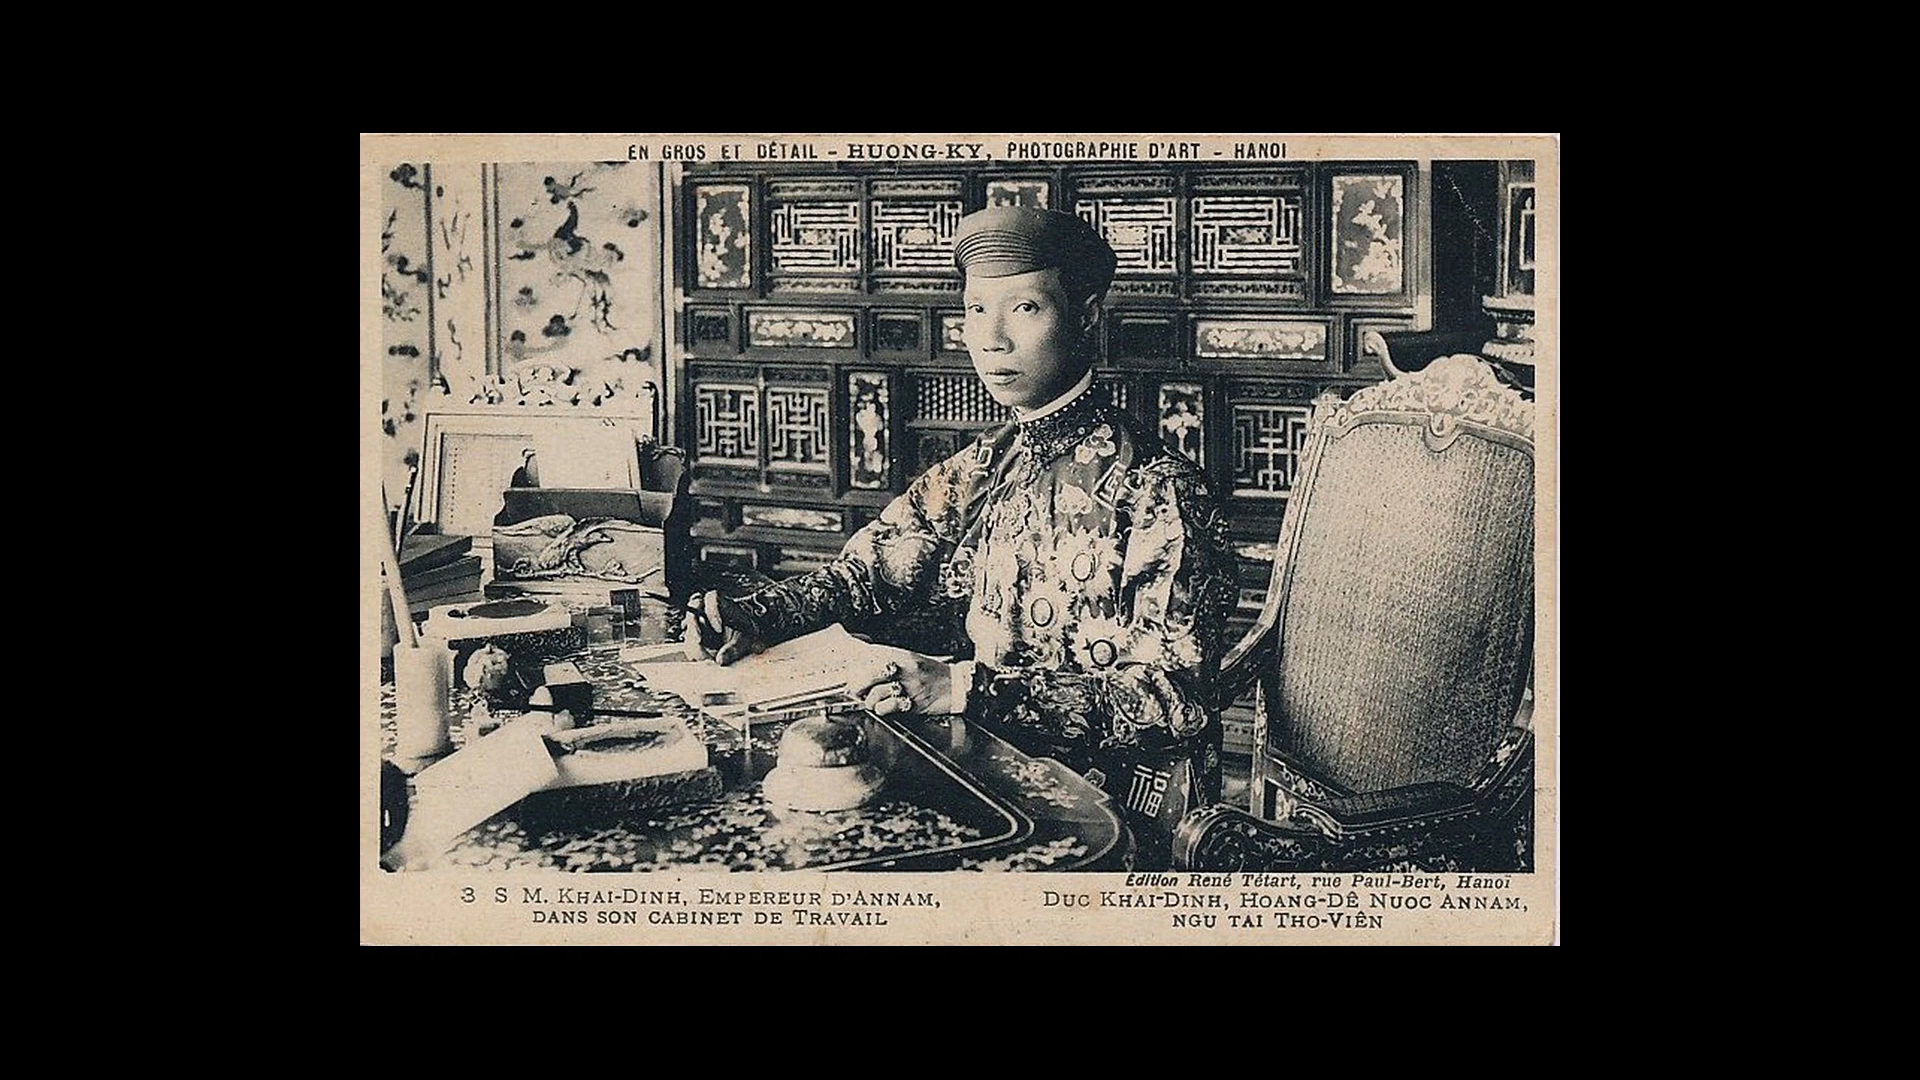 EN GROS ET DÉTAIL - HUONG-KY, PHOTOGRAPHIE D'ART - HANOI
福
Édition René Tétart, rue Paul-Bert, Hanoï
3 S M. KHAI-DINH, EMPEREUR D'ANNAM,
DANS SON CABINET DE TRAVAIL
DUC KHAI-DINH, HOANG-DÊ NUOC ANNAM,
NGU TAI THO-VIÊN